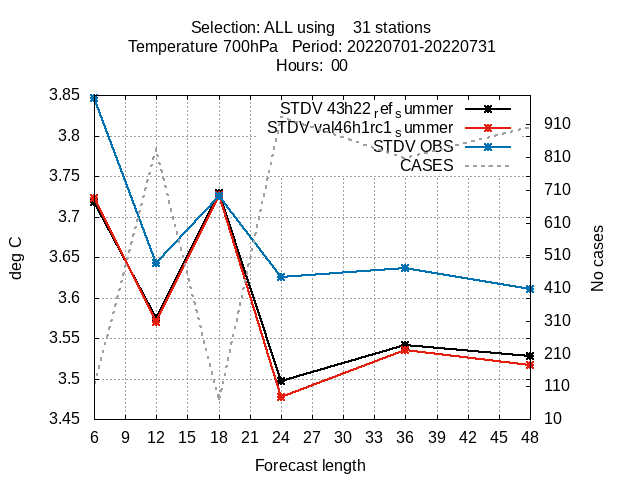 Selection: ALL using    31 stations
Temperature 700hPa   Period: 20220701-20220731
Hours:  00
3.85
3.8
3.75
3.7
3.65
3.6
3.55
3.5
3.45
deg C
STDV 43h22refsummer
STDV val46h1rc1summer
STDV OBS
CASES
910
810
710
610
510
410
310
210
110
10
No cases
6 9 12 15 18 21 24 27 30 33 36 39 42 45 48
Forecast length